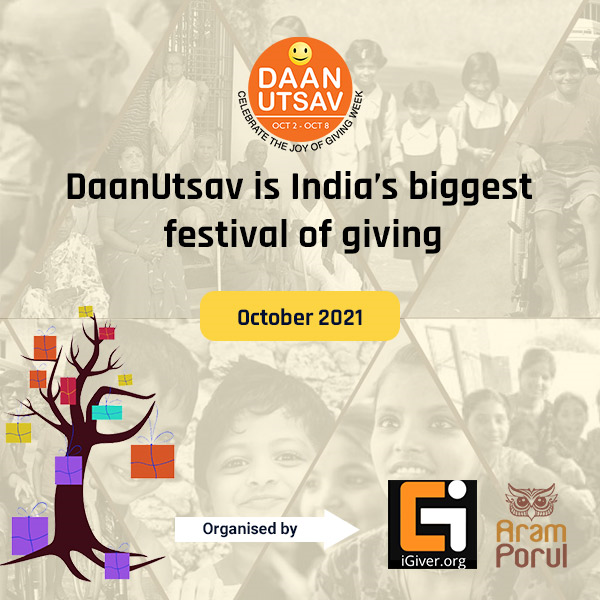 DAAN
UTSAV
OCT 2 - OCT 8
CELEBRATE THE JOY OF GIVING WEEK
DaanUtsav is India's biggest
festival of giving
October 2021
Organised by
iGiver.org
Aram
Porul